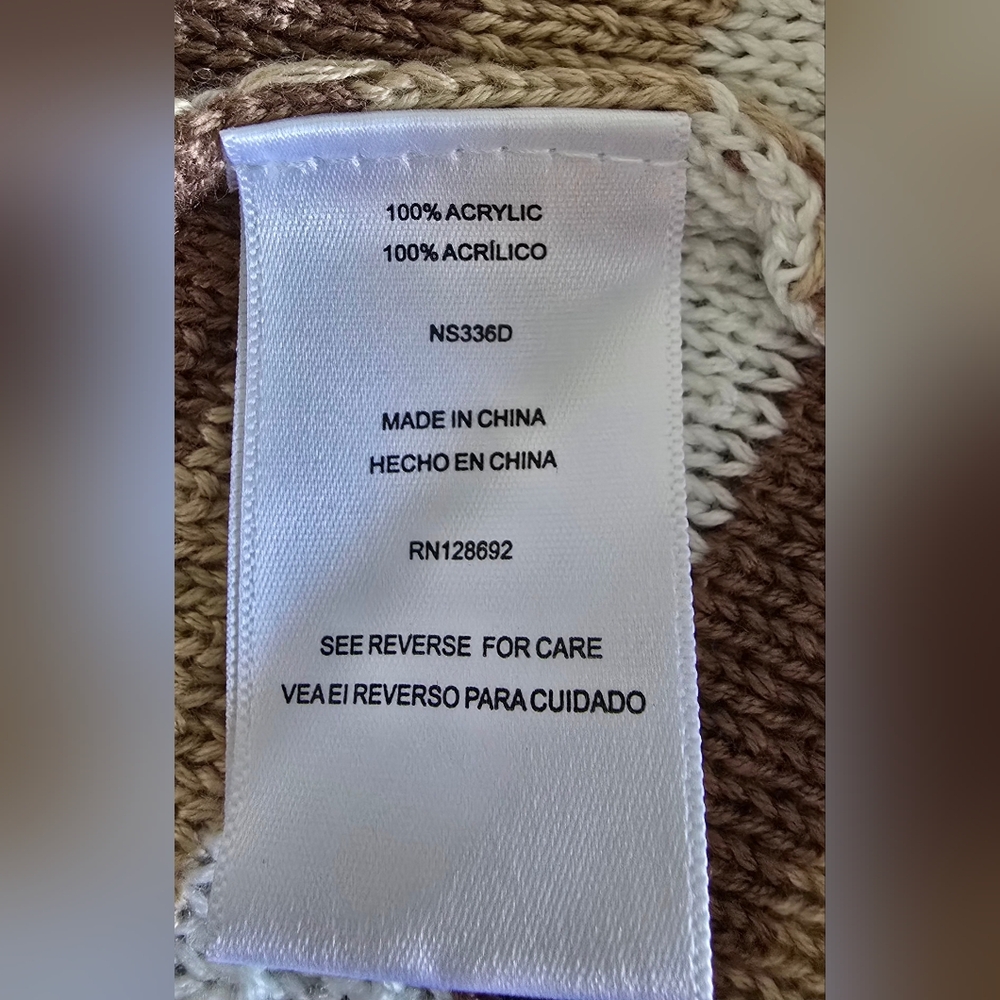 100% ACRYLIC
100% ACRÍLICO
NS336D
MADE IN CHINA
HECHO EN CHINA
RN128692
SEE REVERSE FOR CARE
VEA El REVERSO PARA CUIDADO